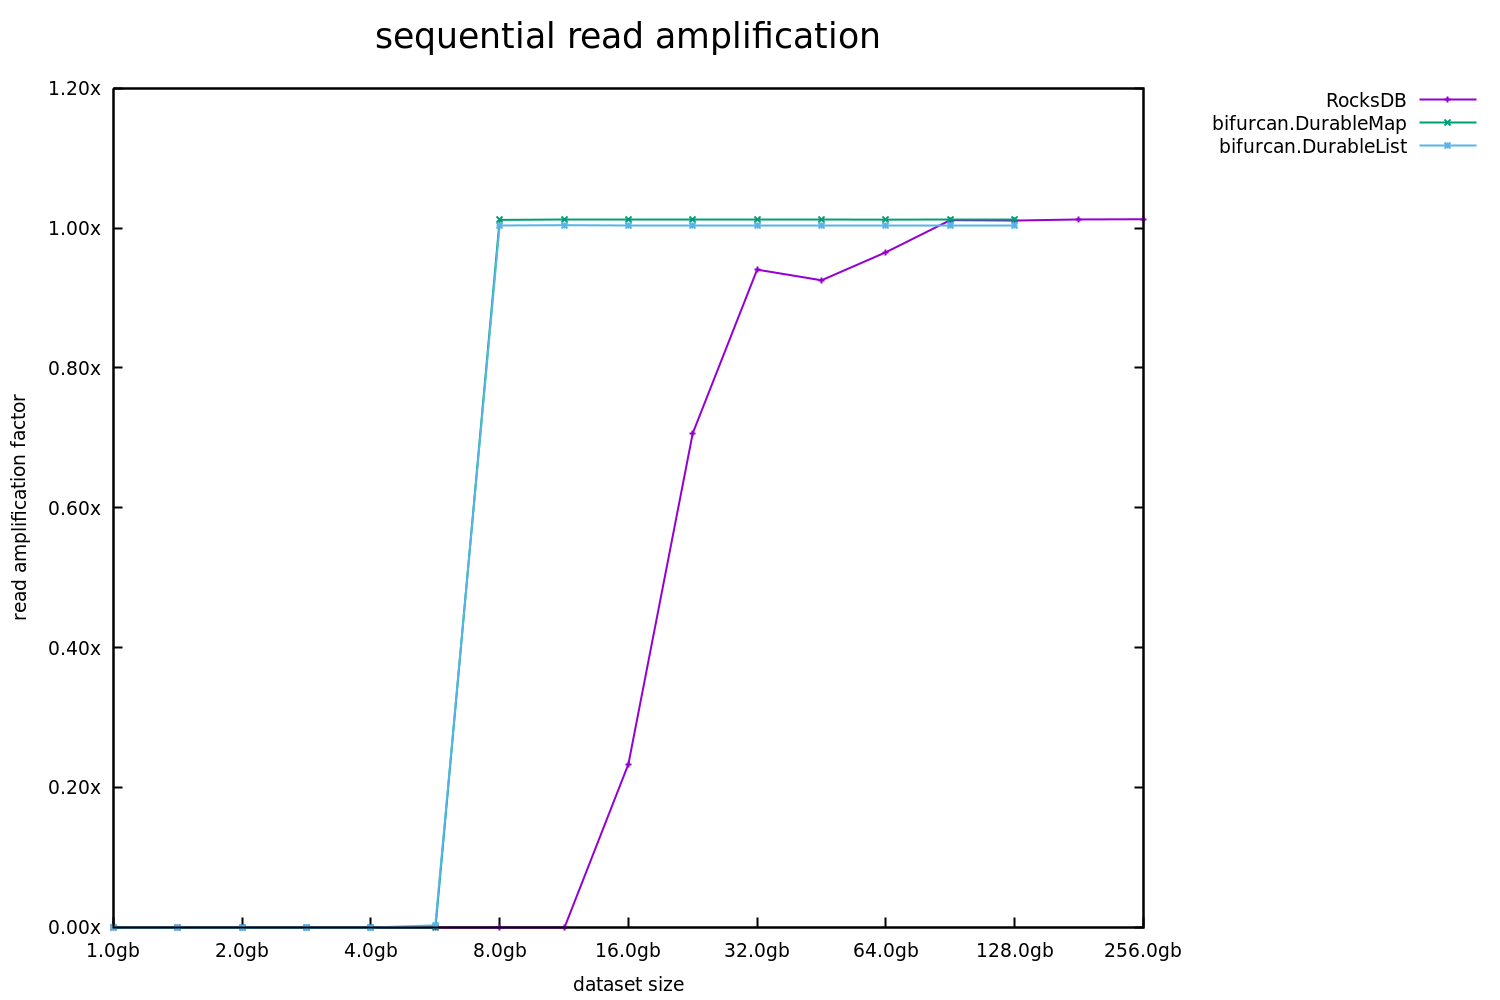 sequential read amplification
RocksDB
bifurcan.DurableMap
bifurcan.DurableList
1.20x
1.00x
0.80x
0.60x
0.40x
0.20x
0.00x
read amplification factor
1.0gb 2.0gb 4.0gb 8.0gb 16.0gb 32.0gb 64.0gb 128.0gb 256.0gb
dataset size